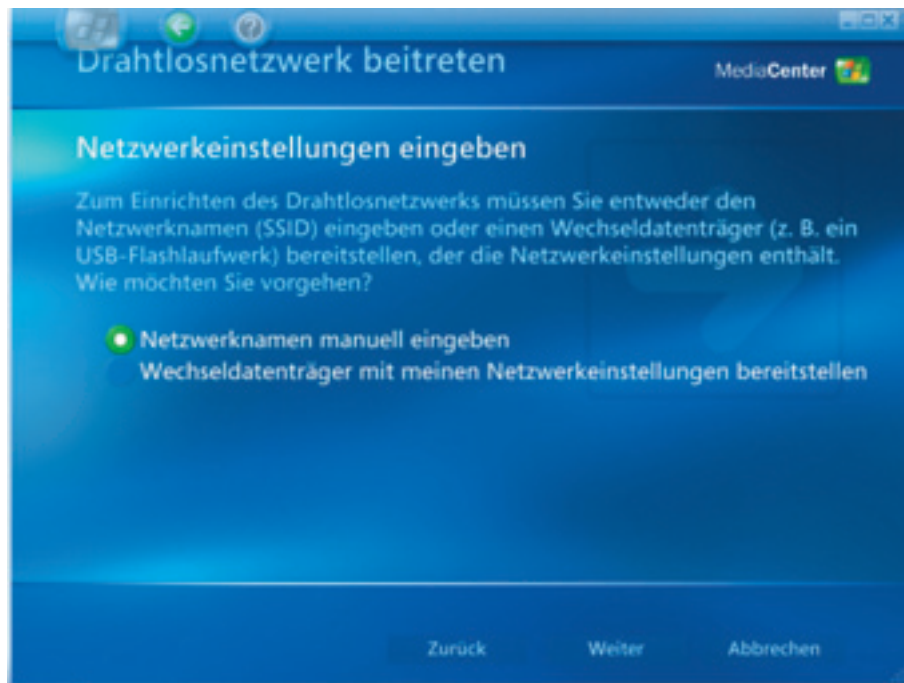 Drahtlosnetzwerk beitreten
MediaCenter
Netzwerkeinstellungen eingeben
Zum Einrichten des Drahtlosnetzwerks müssen Sie entweder den
Netzwerknamen (SSID) eingeben oder einen Wechseldatenträger (z. B. ein
USB-Flashlaufwerk) bereitstellen, der die Netzwerkeinstellungen enthält.
Wie möchten Sie vorgehen?
Netzwerknamen manuell eingeben
Wechseldatenträger mit meinen Netzwerkeinstellungen bereitstellen
Zurück Weiter Abbrechen